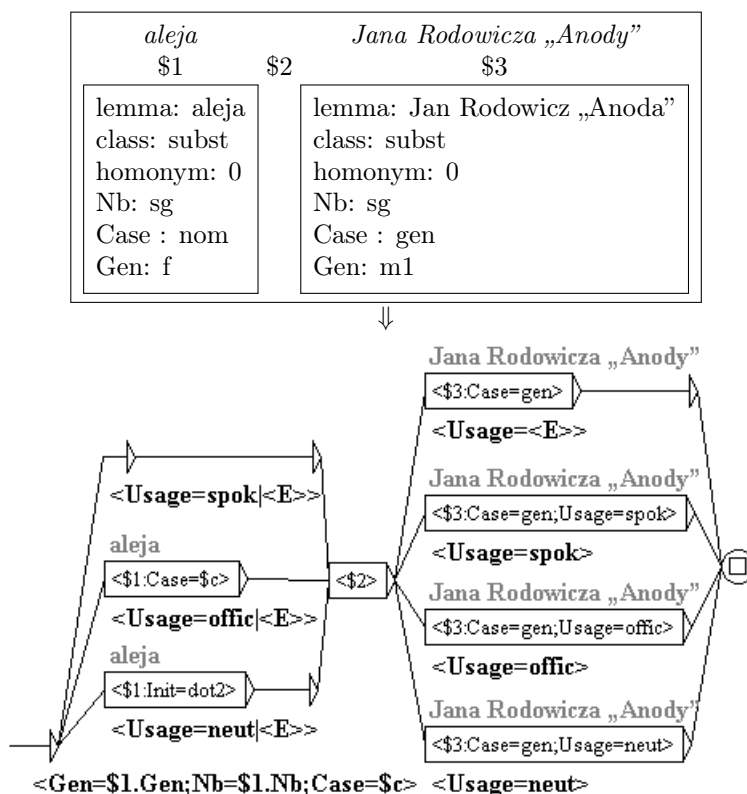 aleja Jana Rodowicza „Anody”
$1 $2 $3
lemma: aleja
class: subst
homonym: 0
Nb: sg
Case : nom
Gen: f
lemma: Jan Rodowicz „Anoda”
class: subst
homonym: 0
Nb: sg
Case : gen
Gen: m1
⇓
Jana Rodowicza „Anody”
<$3:Case=gen>
<Usage=<E>>
<Usage=spok|<E>>
Jana Rodowicza „Anody”
<$3:Case=gen;Usage=spok>
<Usage=spok>
aleja
<$1:Case=$c>
<Usage=offic|<E>>
<$2>
Jana Rodowicza „Anody”
<$3:Case=gen;Usage=offic>
<Usage=offic>
aleja
<$1:Init=dot2>
<Usage=neut|<E>>
Jana Rodowicza „Anody”
<$3:Case=gen;Usage=neut>
<Gen=$1.Gen;Nb=$1.Nb;Case=$c> <Usage=neut>